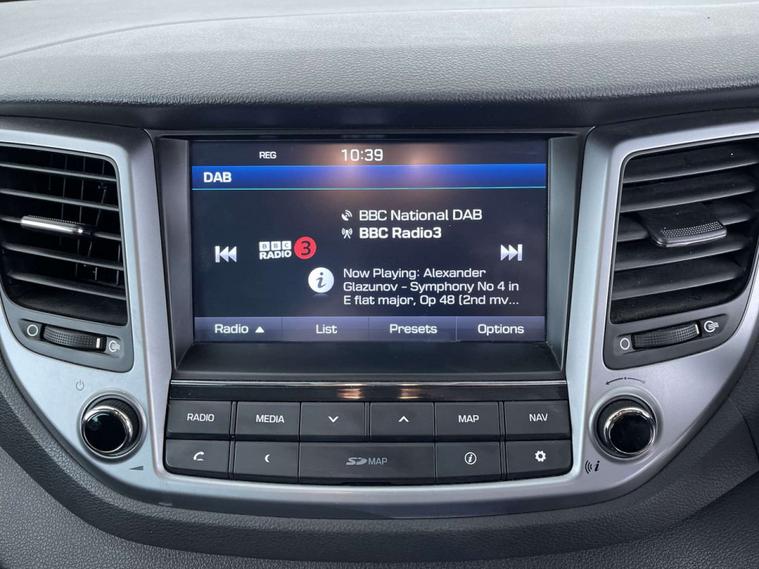 REG 10:39
DAB
BBC National DAB
BBC Radio3
BBC
RADIO 3
i
Now Playing: Alexander
Glazunov - Symphony No 4 in
E flat major, Op 48 (2nd mv...
Radio List Presets Options
RADIO MEDIA MAP NAV
SD MAP i
i